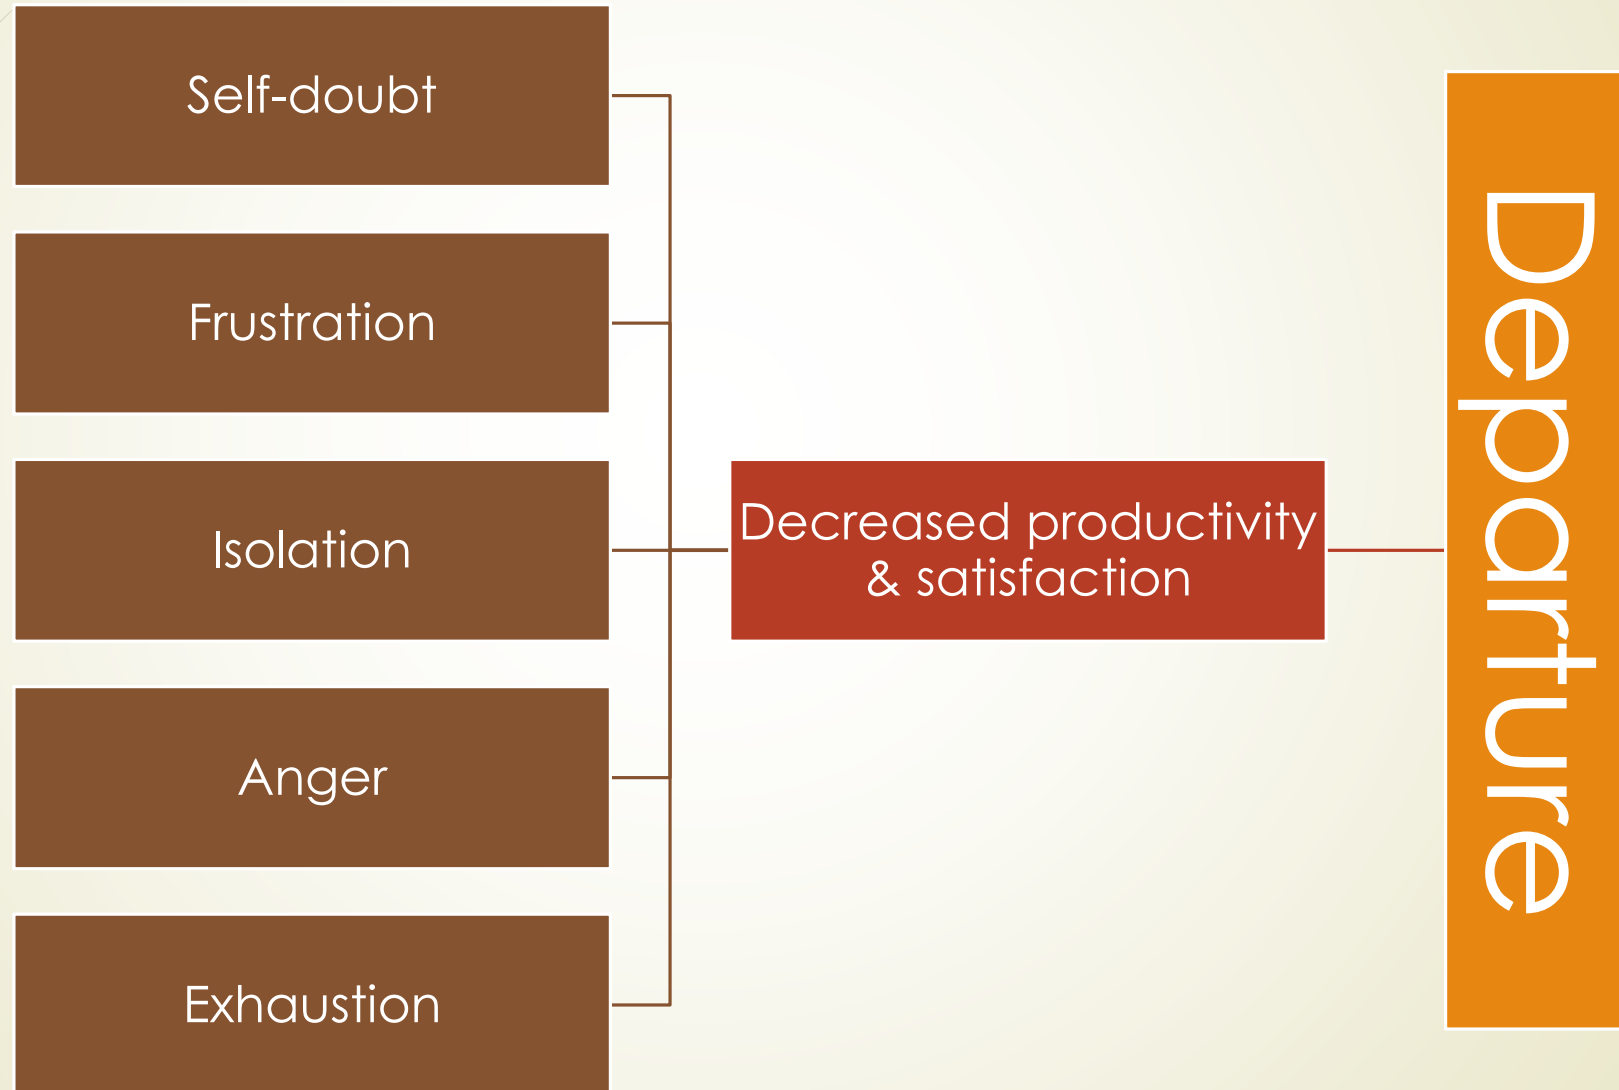 Self-doubt
Frustration
Isolation
Anger
Exhaustion
Decreased productivity
& satisfaction
Departure